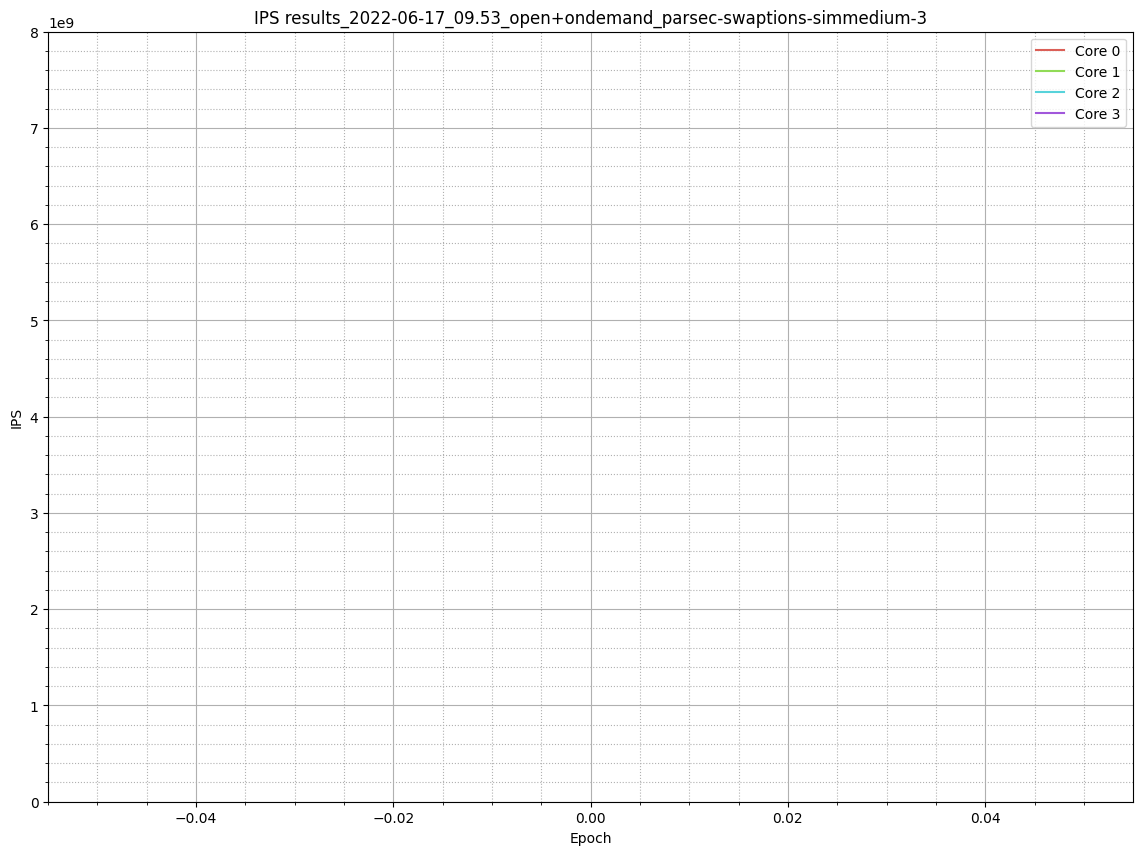 IPS results_2022-06-17_09.53_open+ondemand_parsec-swaptions-simmedium-3
1e9
8
7
6
5
4
3
2
1
0
IPS
Core 0
Core 1
Core 2
Core 3
−0.04 −0.02 0.00 0.02 0.04
Epoch